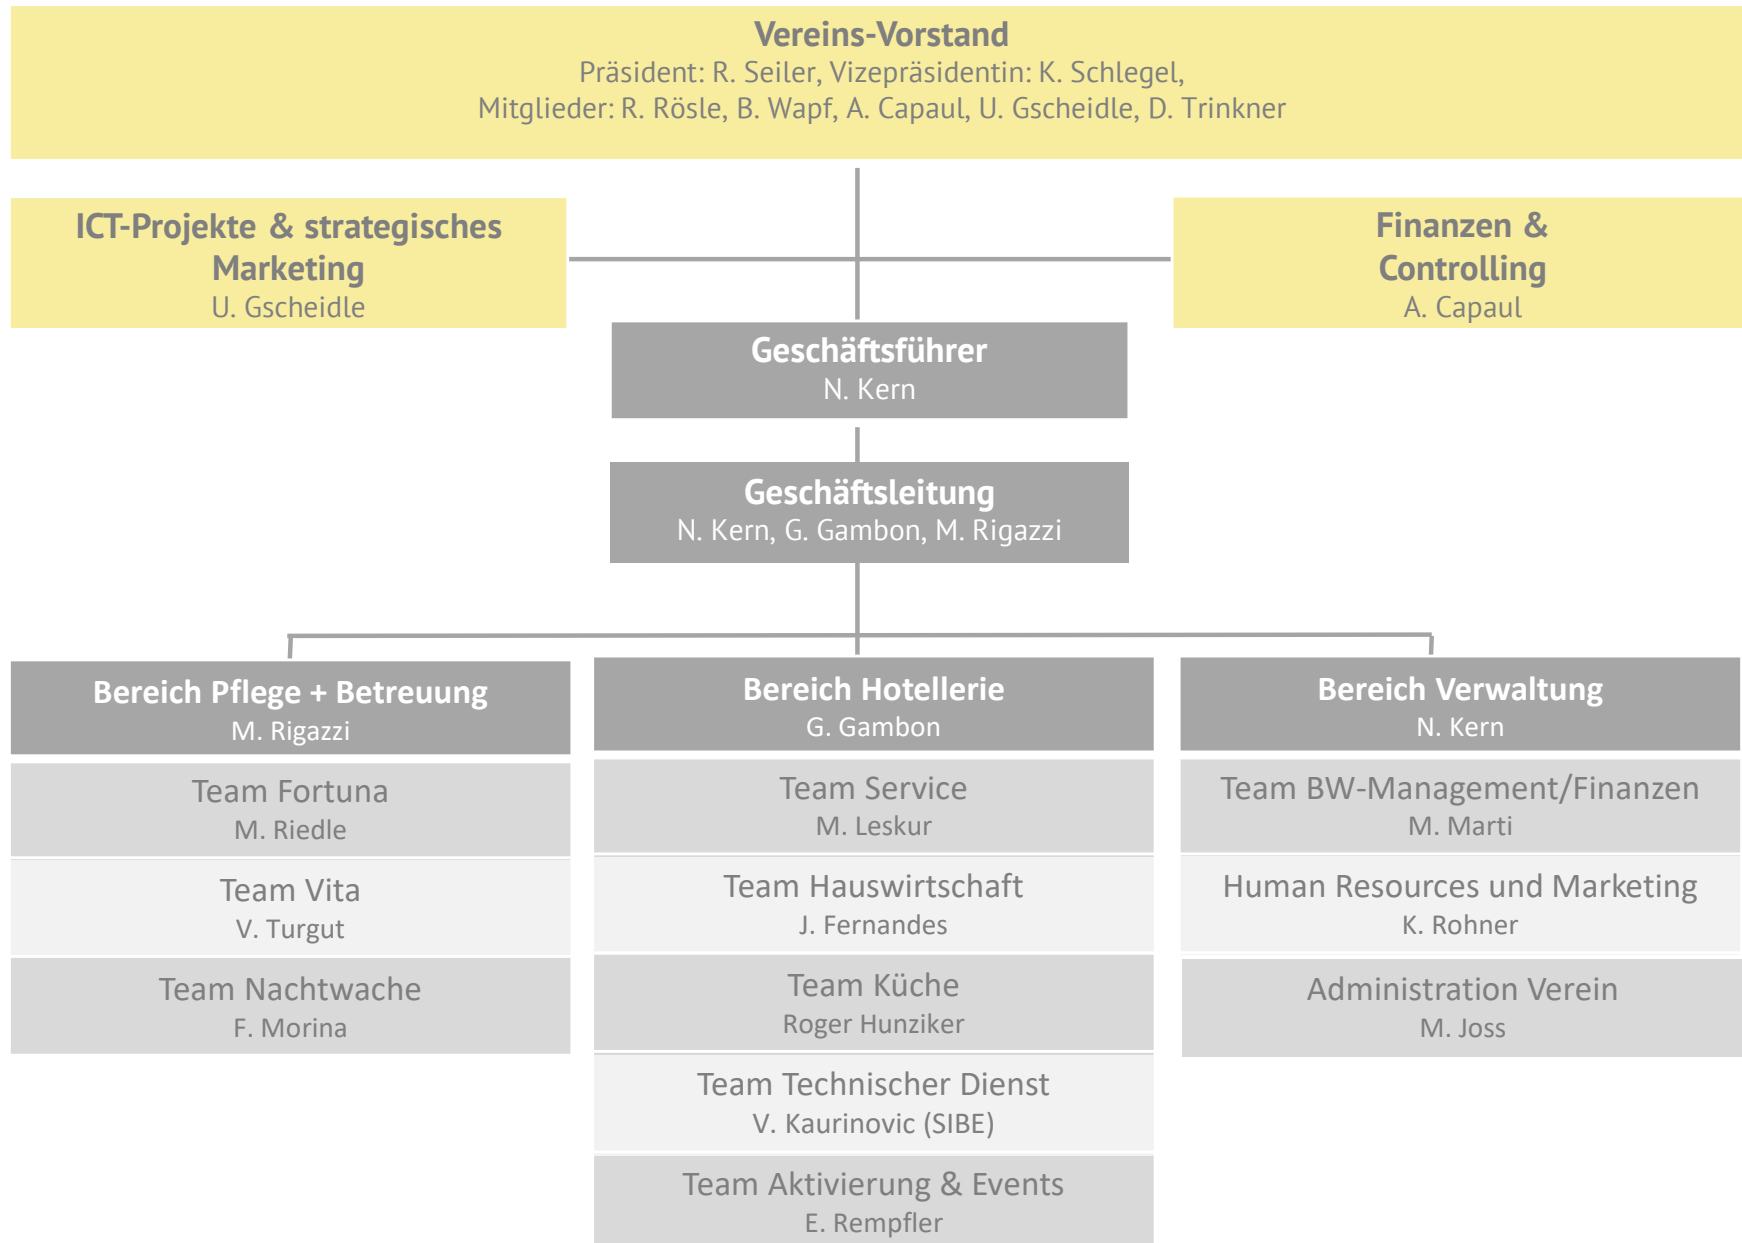 Vereins-Vorstand
Präsident: R. Seiler, Vizepräsidentin: K. Schlegel,
Mitglieder: R. Rösle, B. Wapf, A. Capaul, U. Gscheidle, D. Trinkner
ICT-Projekte & strategisches
Marketing
U. Gscheidle
Finanzen &
Controlling
A. Capaul
Geschäftsführer
N. Kern
Geschäftsleitung
N. Kern, G. Gambon, M. Rigazzi
Bereich Pflege + Betreuung
M. Rigazzi
Team Fortuna
M. Riedle
Team Vita
V. Turgut
Team Nachtwache
F. Morina
Bereich Hotellerie
G. Gambon
Team Service
M. Leskur
Team Hauswirtschaft
J. Fernandes
Team Küche
Roger Hunziker
Team Technischer Dienst
V. Kaurinovic (SIBE)
Team Aktivierung & Events
E. Rempfler
Bereich Verwaltung
N. Kern
Team BW-Management/Finanzen
M. Marti
Human Resources und Marketing
K. Rohner
Administration Verein
M. Joss